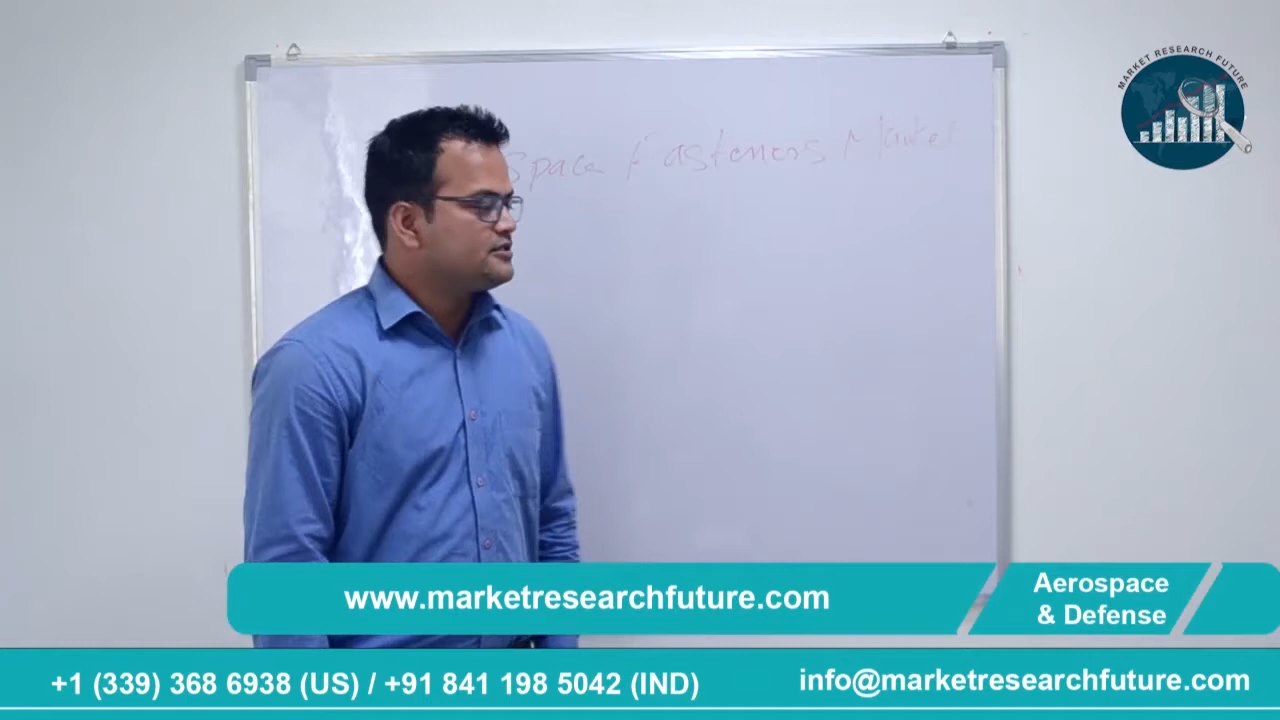 MARKET RESEARCH FUTURE
space Fasteners Market
www.marketresearchfuture.com
Aerospace
& Defense
+1 (339) 368 6938 (US) / +91 841 198 5042 (IND)
info@marketresearchfuture.com